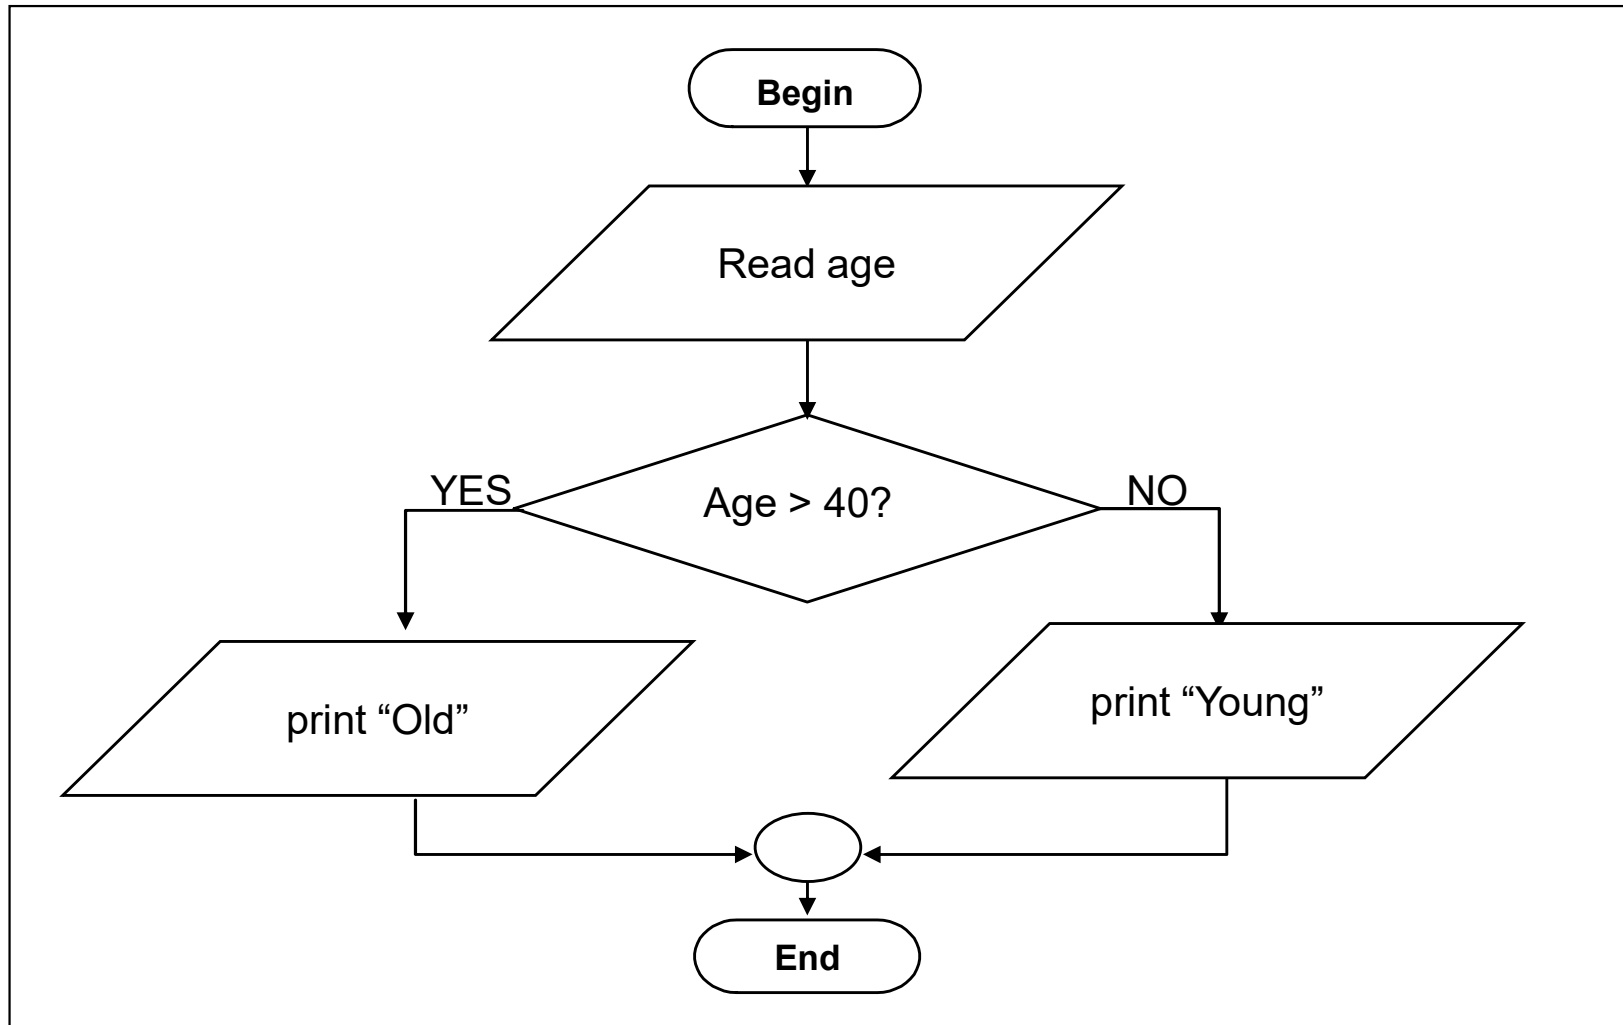 Begin
Read age
YES
Age > 40?
NO
print “Old”
print “Young”
End